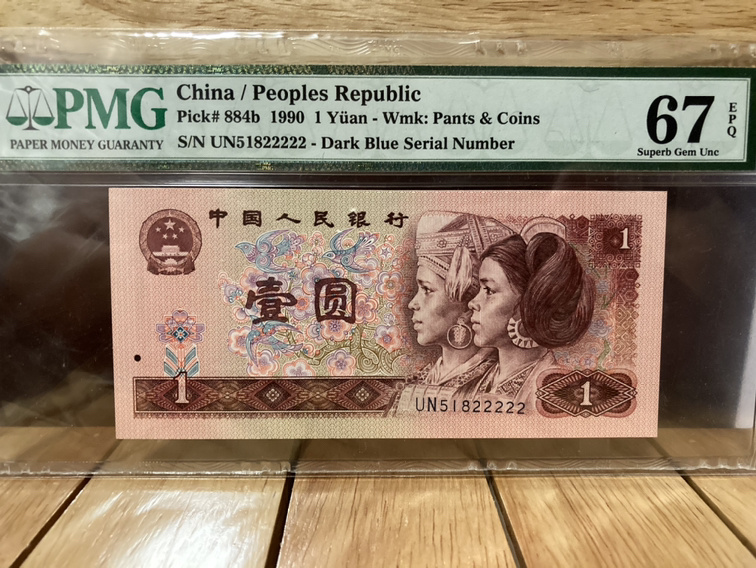 PMG
PAPER MONEY GUARANTY
China / Peoples Republic
Pick# 884b 1990 1 Yüan - Wmk: Pants & Coins
S/N UN51822222 - Dark Blue Serial Number
67 EPQ
Superb Gem Unc
中国人民银行
1
壹圆
1
1
UN51822222